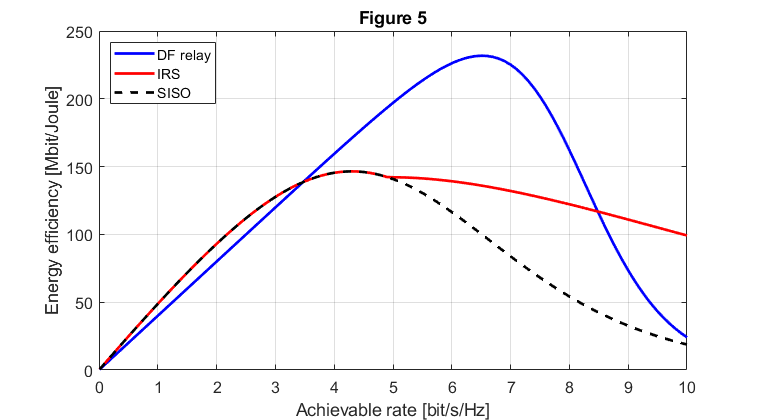 Figure 5
DF relay
IRS
SISO
Energy efficiency [Mbit/Joule]
250
200
150
100
50
0
0 1 2 3 4 5 6 7 8 9 10
Achievable rate [bit/s/Hz]